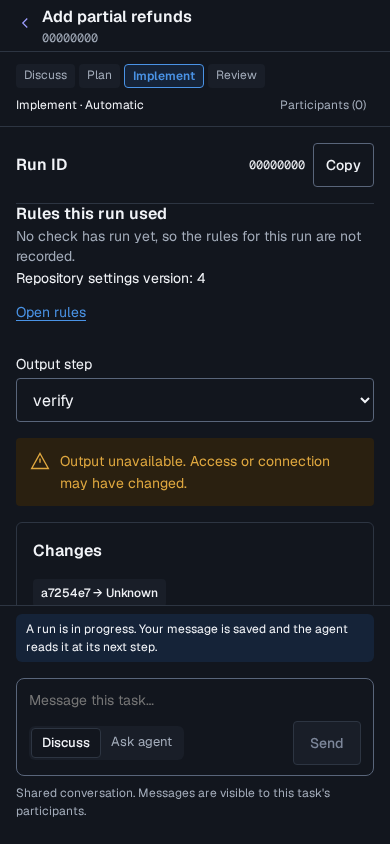 Add partial refunds
00000000
Discuss
Plan
Implement
Review
Implement · Automatic
Participants (0)
Run ID
00000000
Copy
Rules this run used
No check has run yet, so the rules for this run are not
recorded.
Repository settings version: 4
Open rules
Output step
verify
Output unavailable. Access or connection
may have changed.
Changes
a7254e7 → Unknown
A run is in progress. Your message is saved and the agent
reads it at its next step.
Message this task…
Discuss
Ask agent
Send
Shared conversation. Messages are visible to this task's
participants.